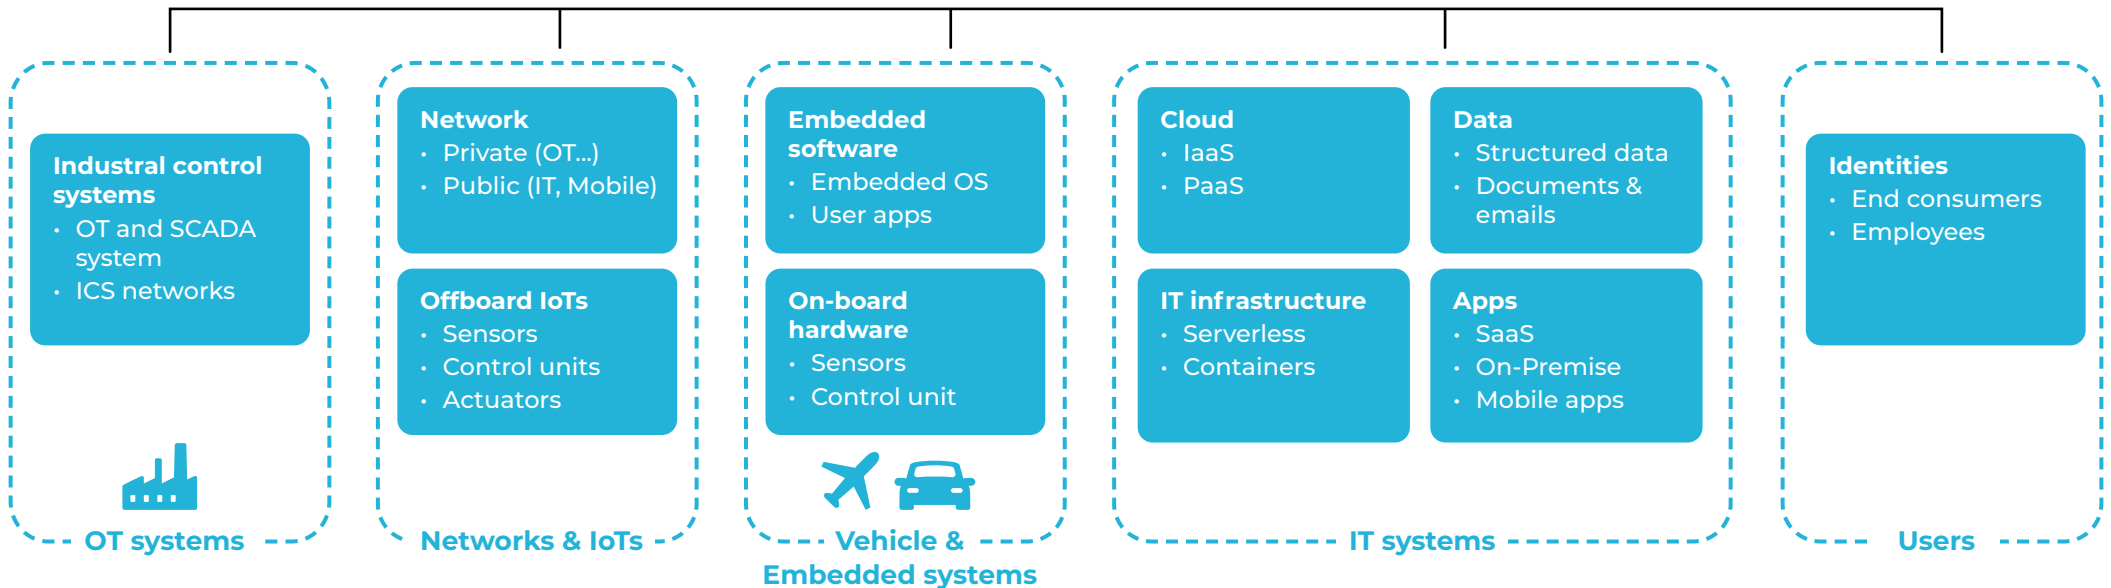 Industral control
systems
• OT and SCADA
system
• ICS networks
OT systems
Network
• Private (OT...)
• Public (IT, Mobile)
Offboard IoTs
• Sensors
• Control units
• Actuators
Networks & IoTs
Embedded
software
• Embedded OS
• User apps
On-board
hardware
• Sensors
• Control unit
Vehicle &
Embedded systems
Cloud
• IaaS
• PaaS
Data
• Structured data
• Documents &
emails
IT infrastructure
• Serverless
• Containers
Apps
• SaaS
• On-Premise
• Mobile apps
IT systems
Identities
• End consumers
• Employees
Users